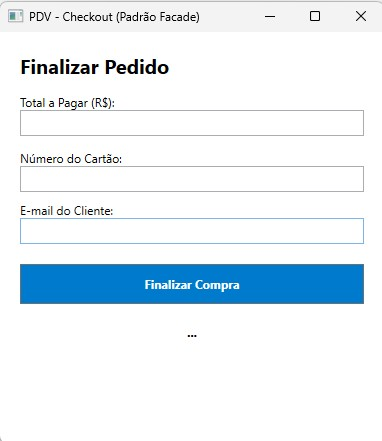 PDV - Checkout (Padrão Facade)
Finalizar Pedido
Total a Pagar (R$):
Número do Cartão:
E-mail do Cliente:
Finalizar Compra
...